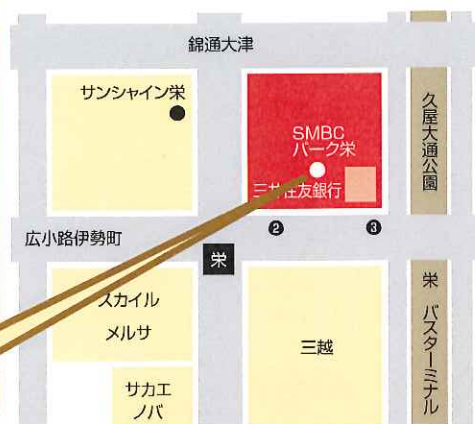 錦通大津
サンシャイン栄
SMBC
パーク栄
三井住友銀行
久屋大通公園
広小路伊勢町
❷
❸
栄
スカイル
メルサ
三越
栄 バスターミナル
サカエ
ノバ